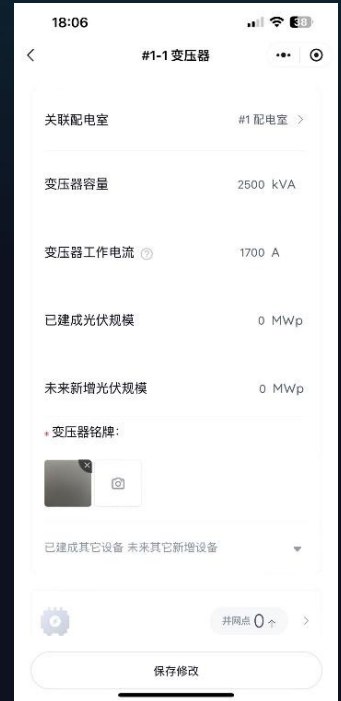 18:06
38
#1-1 变压器
关联配电室 #1 配电室
变压器容量 2500 kVA
变压器工作电流 ? 1700 A
已建成光伏规模 0 MWp
未来新增光伏规模 0 MWp
*变压器铭牌:
已建成其它设备 未来其它新增设备
并网点 0 个
保存修改